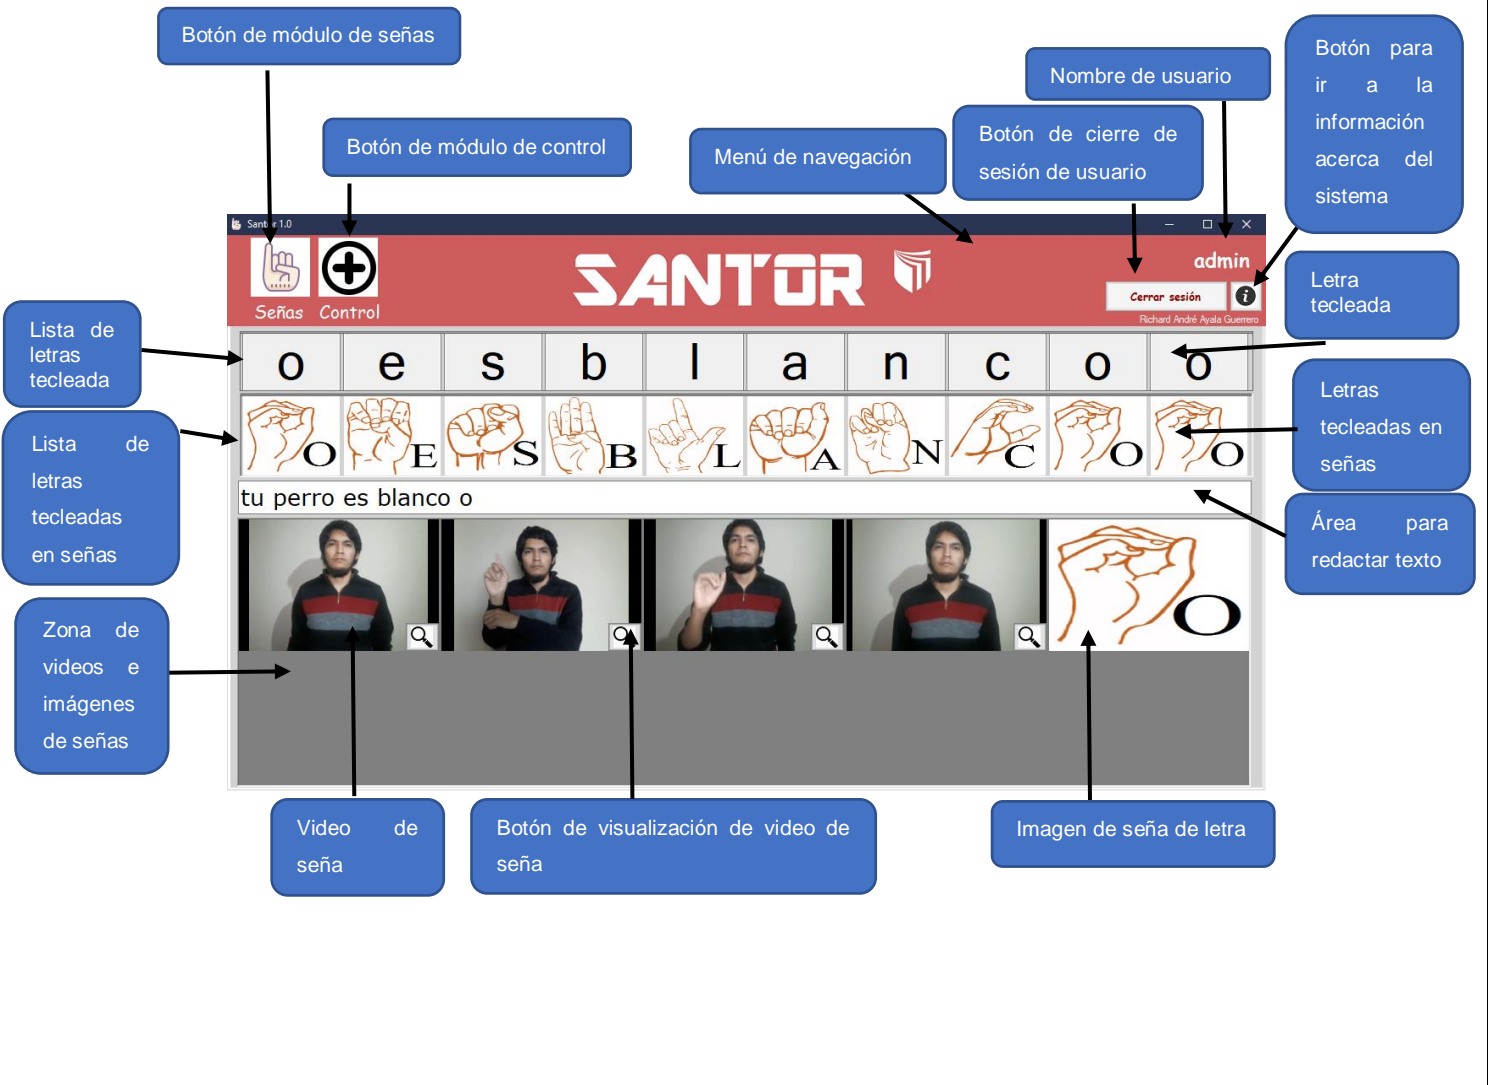 Botón de módulo de señas
Botón para
ir a la
información
acerca del
sistema
Nombre de usuario
Botón de cierre de
sesión de usuario
Botón de módulo de control
Menú de navegación
Santor 1.0
SANTOR
admin
Cerrar sesión
Richard André Ayala Guerrero
Señas Control
Letra
tecleada
Lista de
letras
tecleada
o e s b l a n c o o
Letras
tecleadas en
señas
Lista de
letras
tecleadas
en señas
O E S B L A N C O O
tu perro es blanco o
Área para
redactar texto
O
Zona de
videos e
imágenes
de señas
Video de
seña
Botón de visualización de video de
seña
Imagen de seña de letra